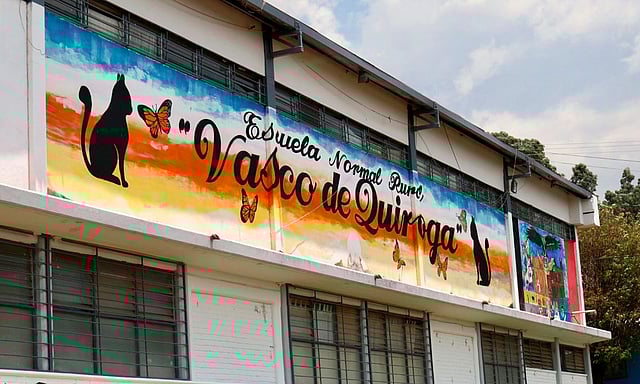 Escuela Normal Rural,
"Vasco de Quiroga"